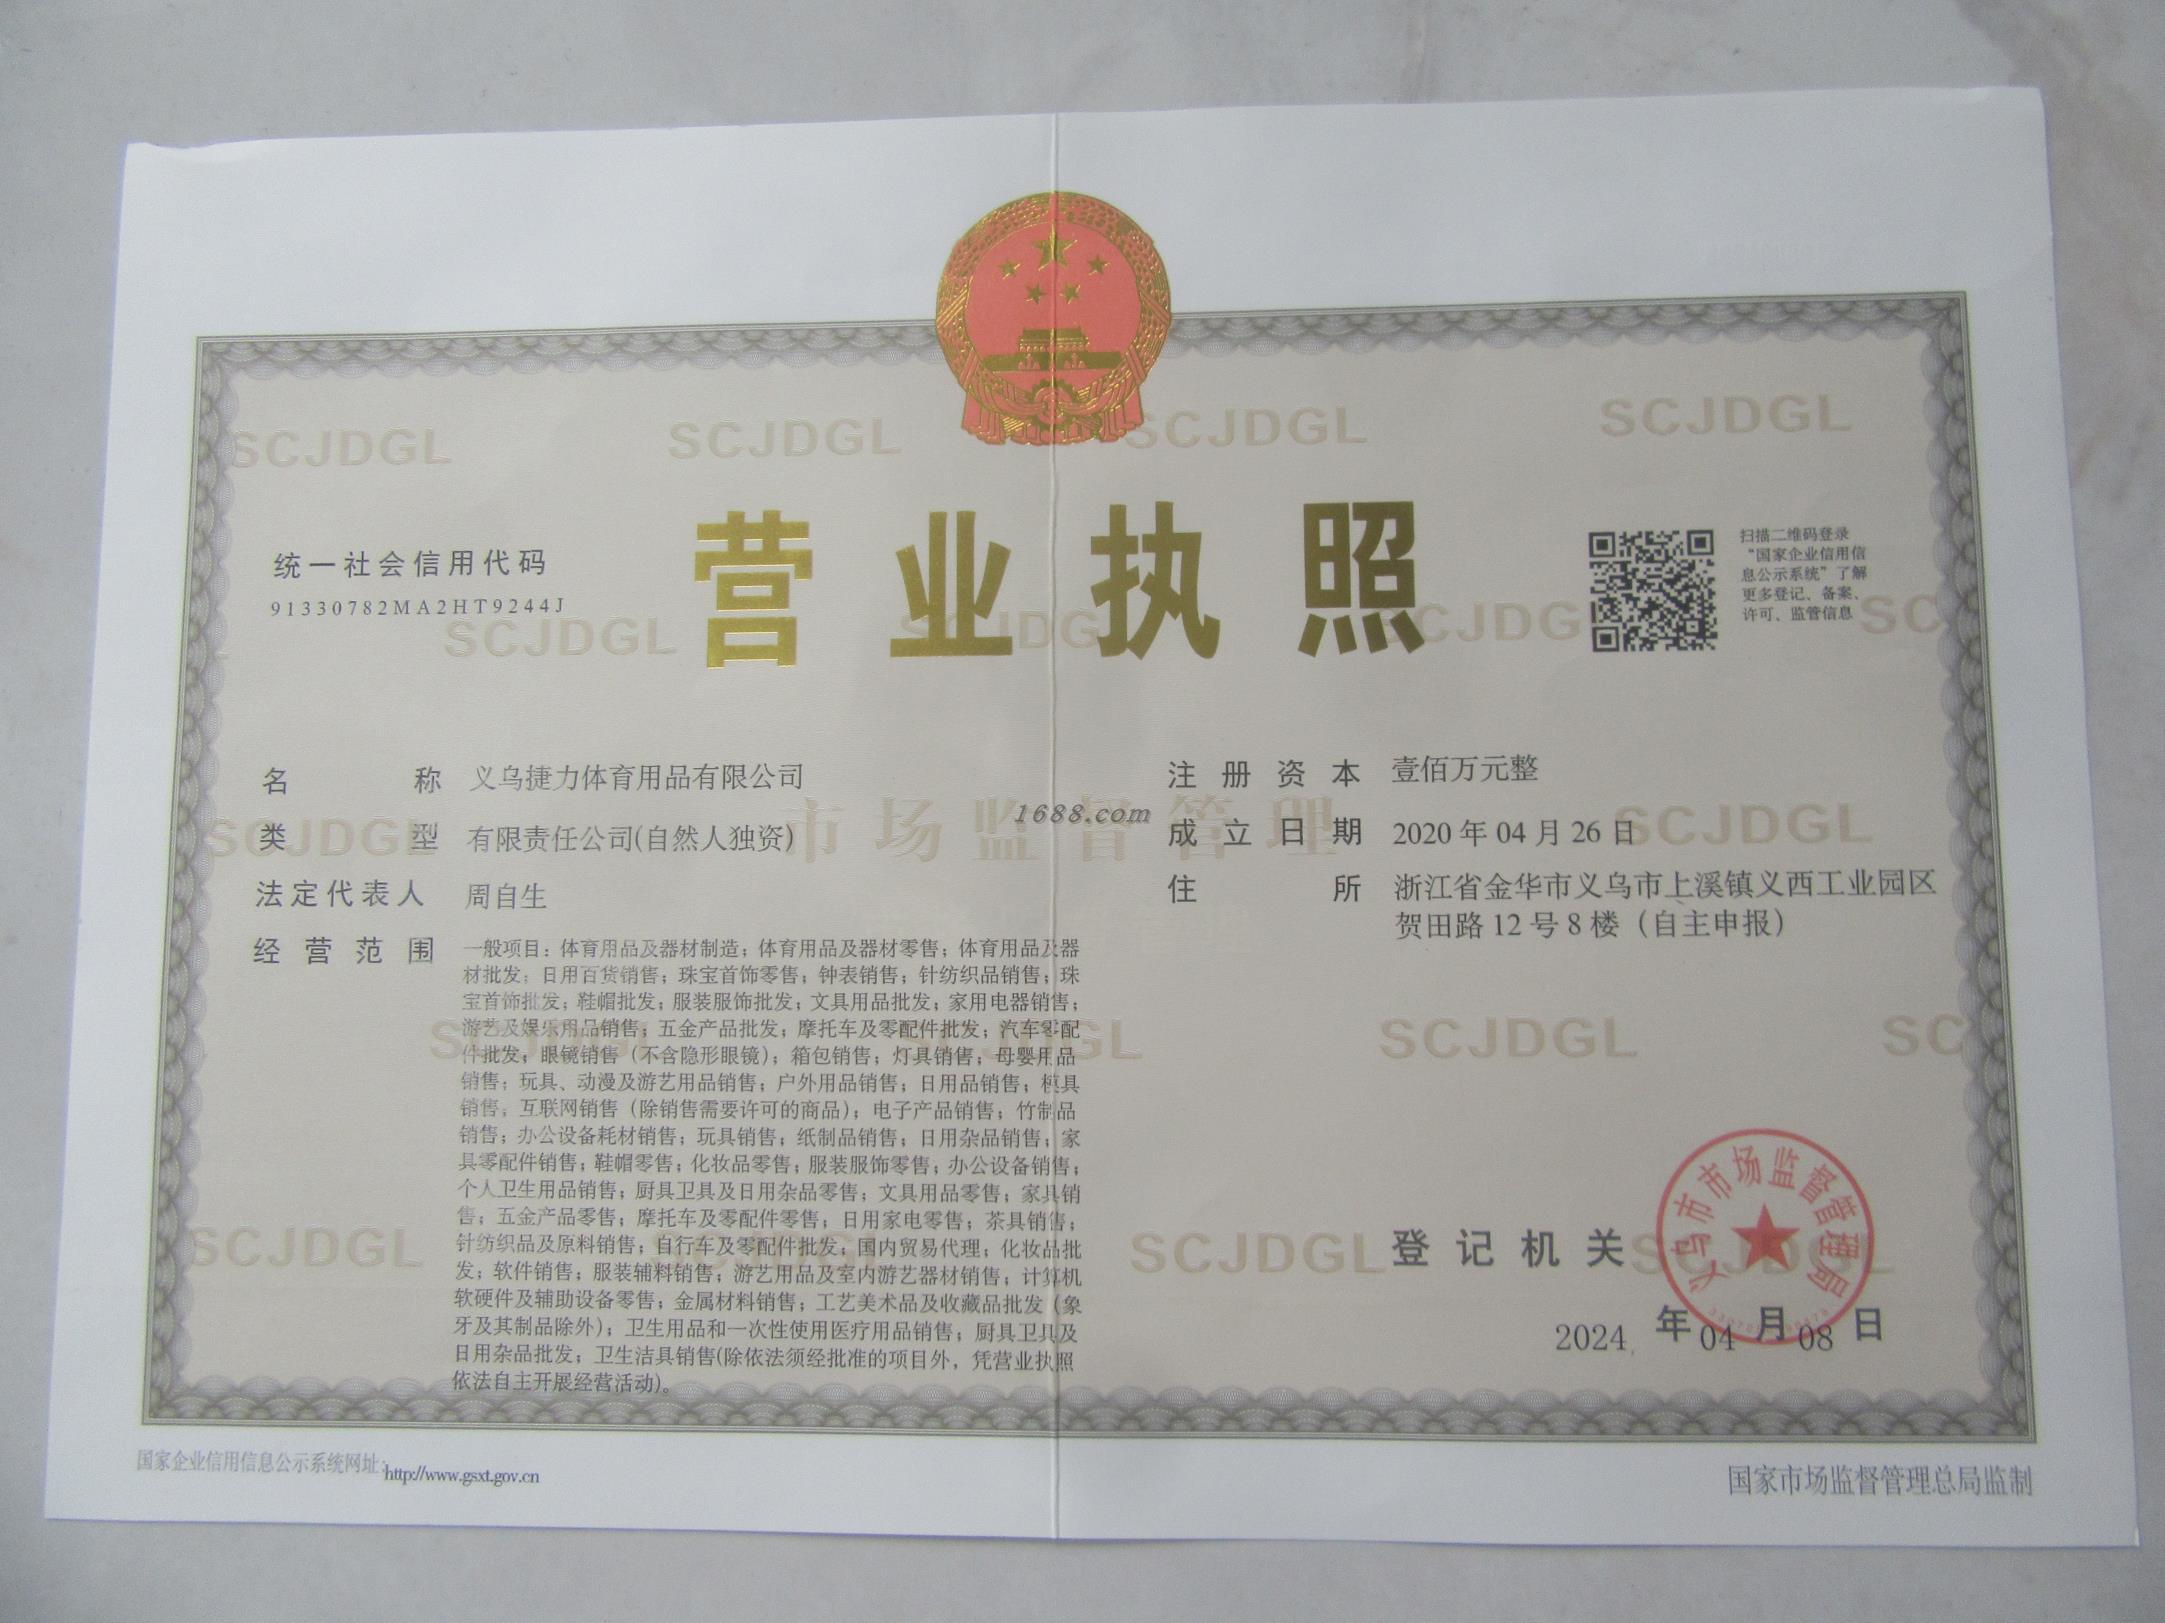 SCJDGL SCJDGL SCJDGL SCJDGL
营业执照
统一社会信用代码
91330782MA2HT9244J
扫描二维码登录
“国家企业信用信
息公示系统”了解
更多登记、备案、
许可、监管信息
SCJDGL SCJDGL SCJDGL SC
名称 义乌捷力体育用品有限公司
类型 有限责任公司(自然人独资)
法定代表人 周自生
经营范围 一般项目：体育用品及器材制造；体育用品及器材零售；体育用品及器
材批发；日用百货销售；珠宝首饰零售；钟表销售；针纺织品销售；珠
宝首饰批发；鞋帽批发；服装服饰批发；文具用品批发；家用电器销售；
游艺及娱乐用品销售；五金产品批发；摩托车及零配件批发；汽车零配
件批发；眼镜销售（不含隐形眼镜）；箱包销售；灯具销售；母婴用品
销售；玩具、动漫及游艺用品销售；户外用品销售；日用品销售；模具
销售；互联网销售（除销售需要许可的商品）；电子产品销售；竹制品
销售；办公设备耗材销售；玩具销售；纸制品销售；日用杂品销售；家
具零配件销售；鞋帽零售；化妆品零售；服装服饰零售；办公设备销售；
个人卫生用品销售；厨具卫具及日用杂品零售；文具用品零售；家具销
售；五金产品零售；摩托车及零配件零售；日用家电零售；茶具销售；
针纺织品及原料销售；自行车及零配件批发；国内贸易代理；化妆品批
发；软件销售；服装辅料销售；游艺用品及室内游艺器材销售；计算机
软硬件及辅助设备零售；金属材料销售；工艺美术品及收藏品批发（象
牙及其制品除外）；卫生用品和一次性使用医疗用品销售；厨具卫具及
日用杂品批发；卫生洁具销售(除依法须经批准的项目外，凭营业执照
依法自主开展经营活动)。
注册资本 壹佰万元整
成立日期 2020年04月26日
住所 浙江省金华市义乌市上溪镇义西工业园区
贺田路12号8楼（自主申报）
1688.com
市场监督管理
SCJDGL SCJDGL
SCJDGL SCJDGL SCJDGL SC
SCJDGL SCJDGL SCJDGL
登记机关
义乌市市场监督管理局
2024年04月08日
国家企业信用信息公示系统网址：http://www.gsxt.gov.cn
国家市场监督管理总局监制